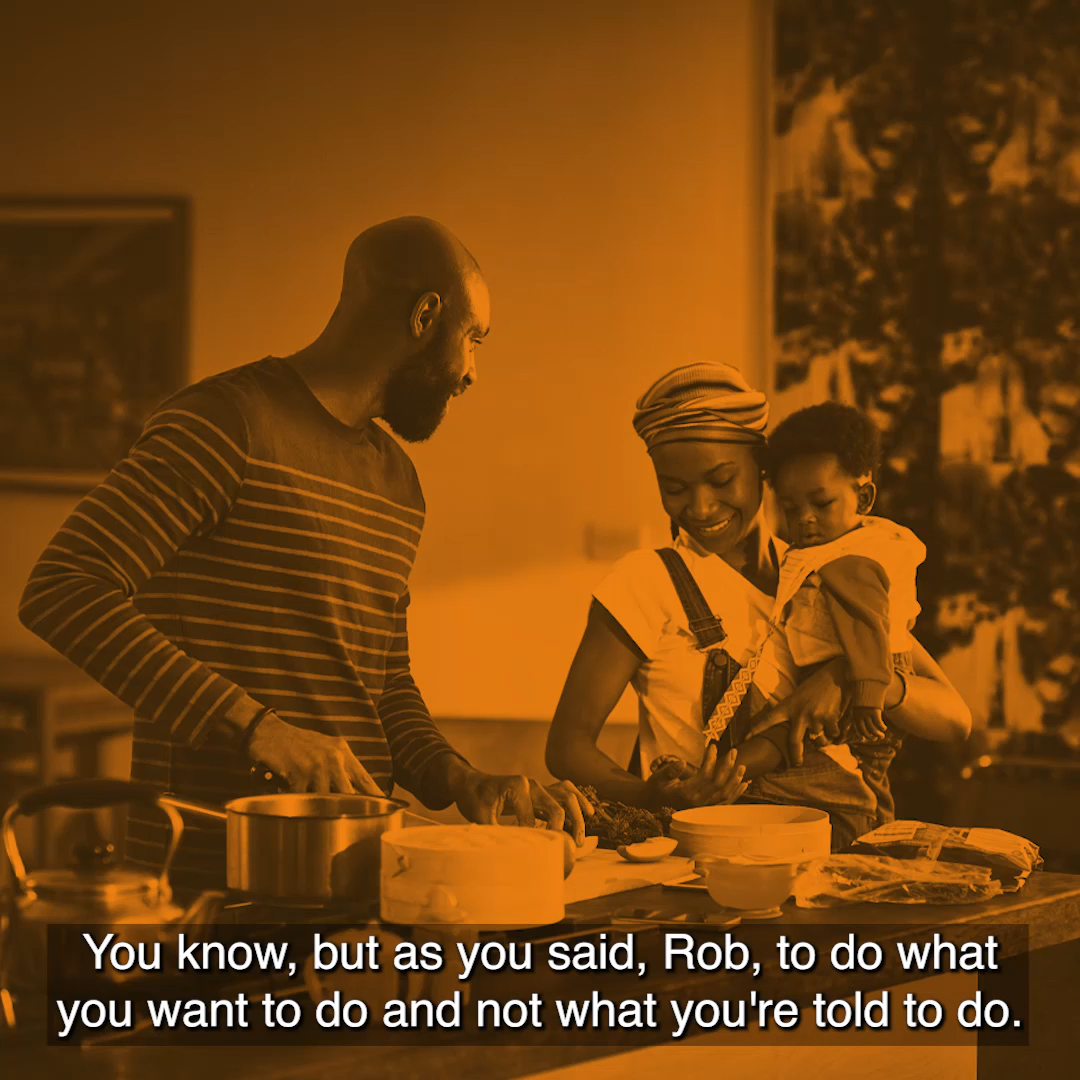 You know, but as you said, Rob, to do what
you want to do and not what you're told to do.